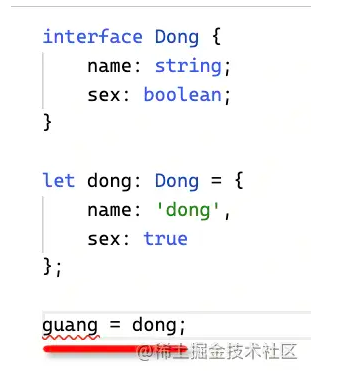 interface Dong {
    name: string;
    sex: boolean;
}
let dong: Dong = {
    name: 'dong',
    sex: true
};
guang = dong;
@稀土掘金技术社区